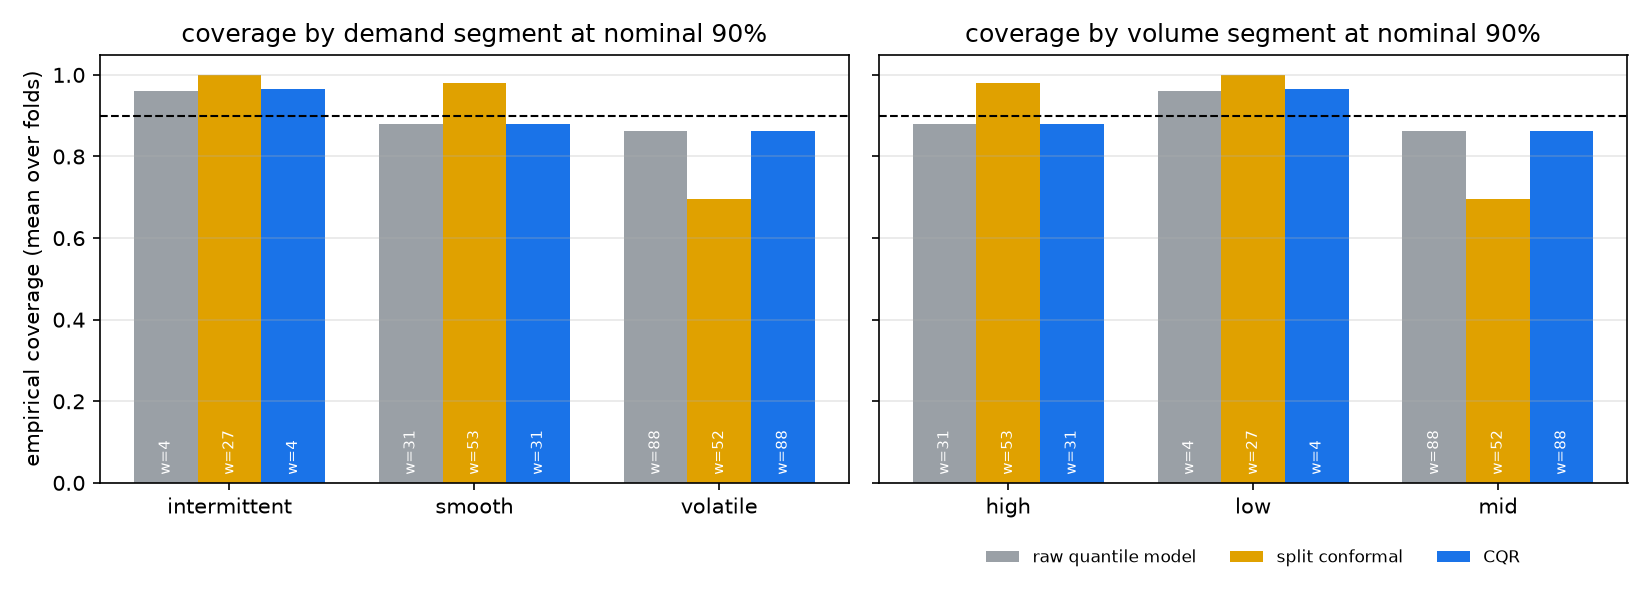 coverage by demand segment at nominal 90%
empirical coverage (mean over folds)
1.0
0.8
0.6
0.4
0.2
0.0
w=4
w=27
w=4
w=31
w=53
w=31
w=88
w=52
w=88
intermittent
smooth
volatile
coverage by volume segment at nominal 90%
w=31
w=53
w=31
w=4
w=27
w=4
w=88
w=52
w=88
high
low
mid
raw quantile model
split conformal
CQR